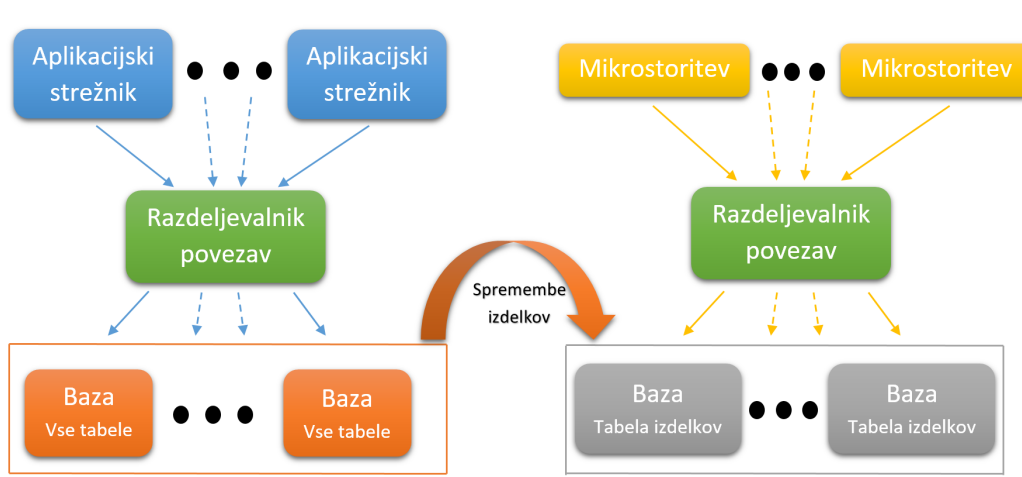 Aplikacijski
strežnik
Aplikacijski
strežnik
Razdeljevalnik
povezav
Baza
Vse tabele
Baza
Vse tabele
Spremembe
izdelkov
Mikrostoritev
Mikrostoritev
Razdeljevalnik
povezav
Baza
Tabela izdelkov
Baza
Tabela izdelkov